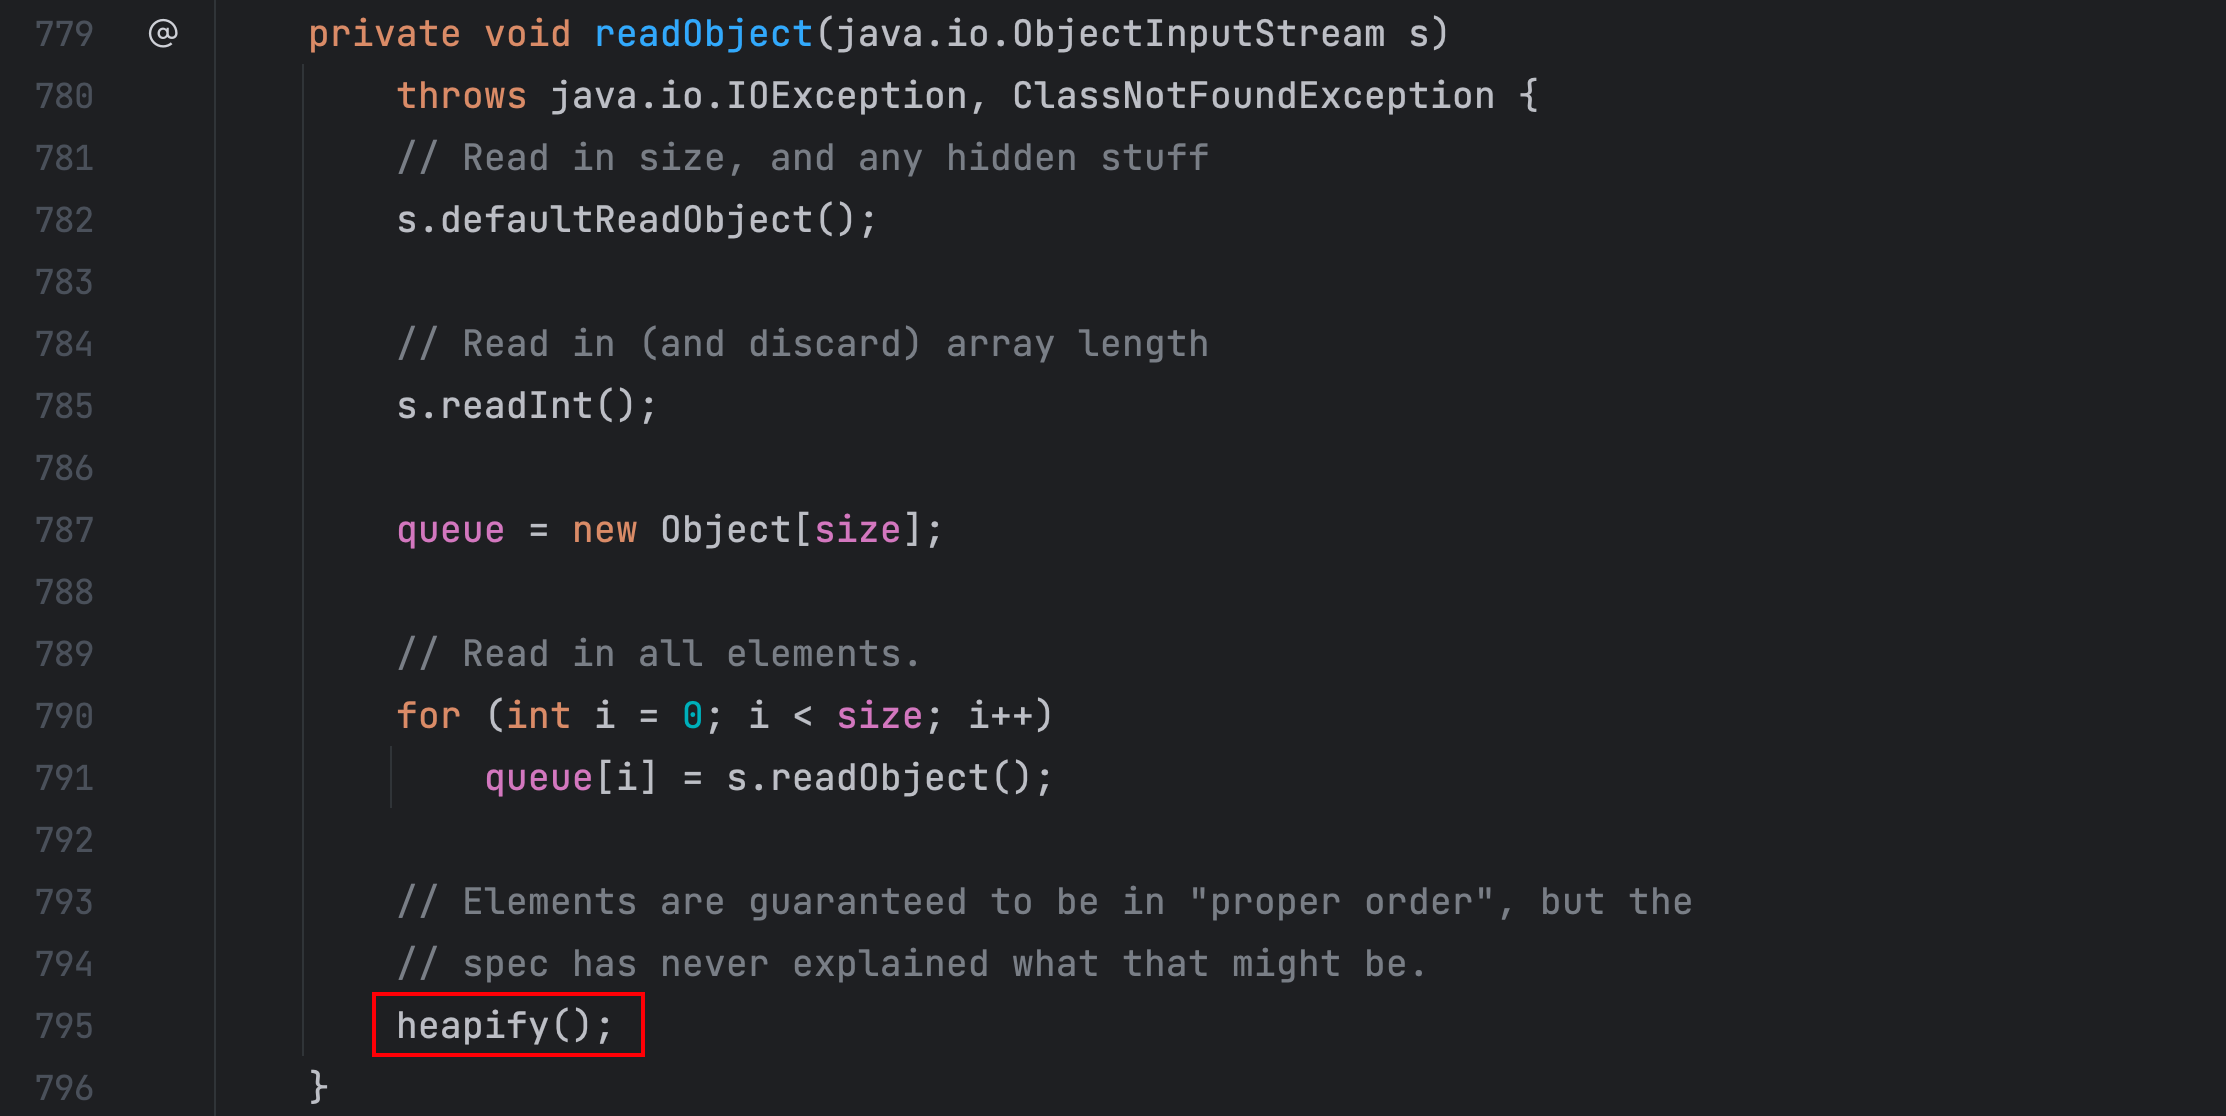 779 @ private void readObject(java.io.ObjectInputStream s)
780 throws java.io.IOException, ClassNotFoundException {
781 // Read in size, and any hidden stuff
782 s.defaultReadObject();
783
784 // Read in (and discard) array length
785 s.readInt();
786
787 queue = new Object[size];
788
789 // Read in all elements.
790 for (int i = 0; i < size; i++)
791 queue[i] = s.readObject();
792
793 // Elements are guaranteed to be in "proper order", but the
794 // spec has never explained what that might be.
795 heapify();
796 }